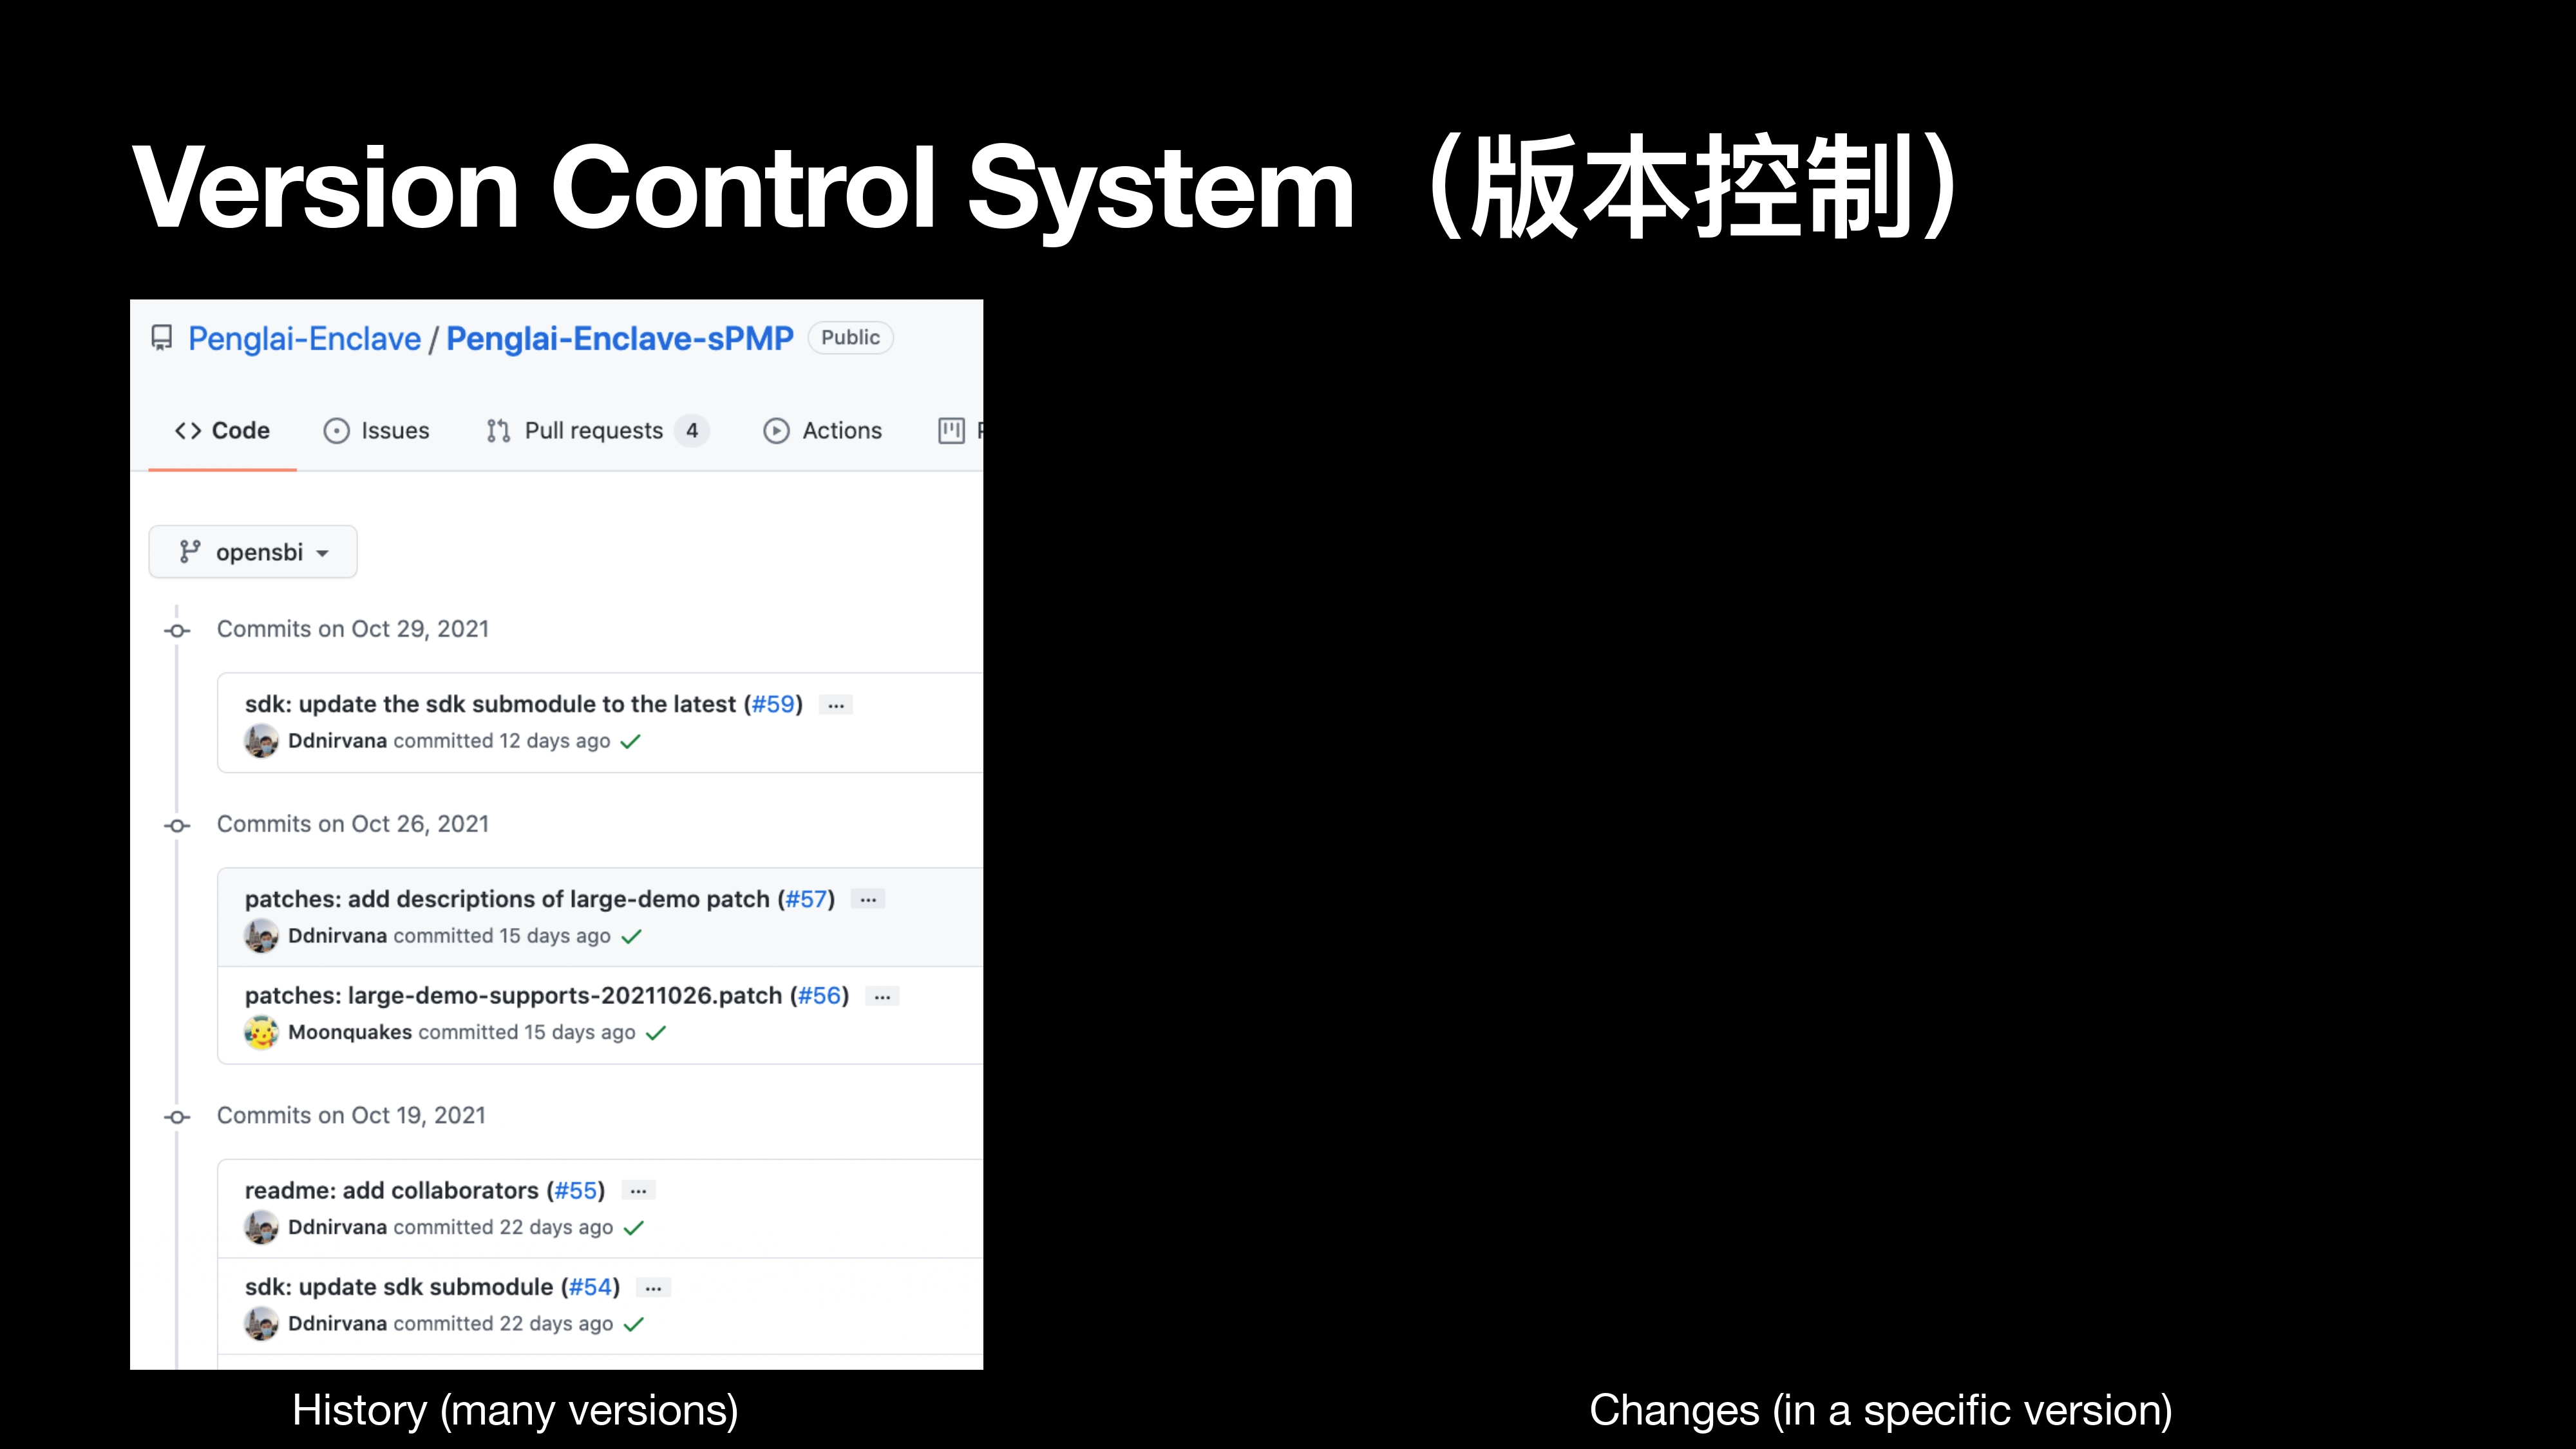 Version Control System（版本控制）
Penglai-Enclave / Penglai-Enclave-sPMP Public
Code Issues Pull requests 4 Actions
opensbi
Commits on Oct 29, 2021
sdk: update the sdk submodule to the latest (#59) ...
Ddnirvana committed 12 days ago
Commits on Oct 26, 2021
patches: add descriptions of large-demo patch (#57) ...
Ddnirvana committed 15 days ago
patches: large-demo-supports-20211026.patch (#56) ...
Moonquakes committed 15 days ago
Commits on Oct 19, 2021
readme: add collaborators (#55) ...
Ddnirvana committed 22 days ago
sdk: update sdk submodule (#54) ...
Ddnirvana committed 22 days ago
History (many versions)
Changes (in a specific version)